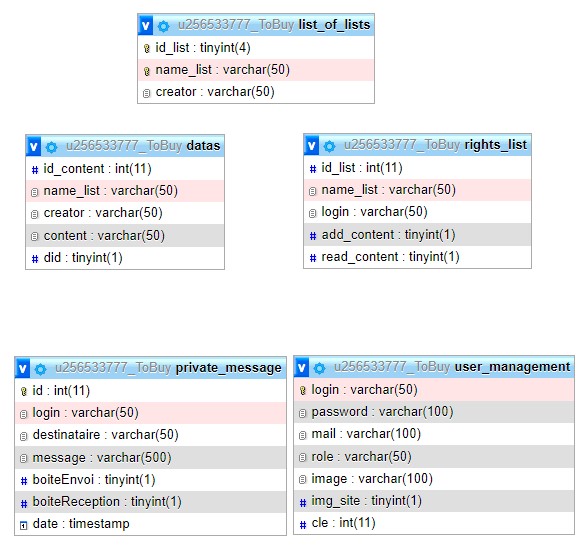 v u256533777_ToBuy list_of_lists
id_list : tinyint(4)
name_list : varchar(50)
creator : varchar(50)
v u256533777_ToBuy datas
# id_content : int(11)
name_list : varchar(50)
creator : varchar(50)
content : varchar(50)
# did : tinyint(1)
v u256533777_ToBuy rights_list
# id_list : int(11)
name_list : varchar(50)
login : varchar(50)
# add_content : tinyint(1)
# read_content : tinyint(1)
v u256533777_ToBuy private_message
id : int(11)
login : varchar(50)
destinataire : varchar(50)
message : varchar(500)
# boiteEnvoi : tinyint(1)
# boiteReception : tinyint(1)
date : timestamp
v u256533777_ToBuy user_management
login : varchar(50)
password : varchar(100)
mail : varchar(100)
role : varchar(50)
image : varchar(100)
# img_site : tinyint(1)
# cle : int(11)